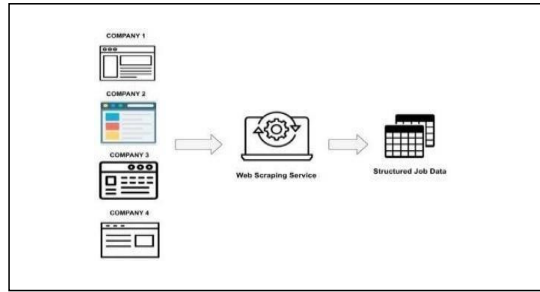 COMPANY 1
COMPANY 2
COMPANY 3
COMPANY 4
Web Scraping Service
Structured Job Data